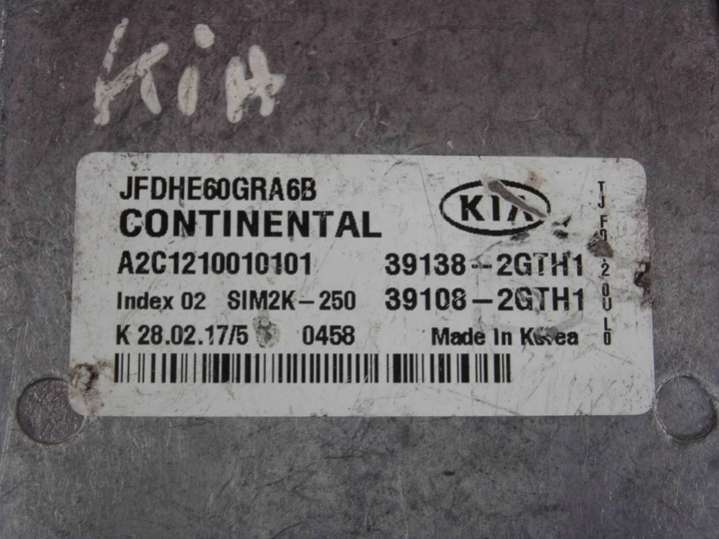 KiA
JFDHE60GRA6B
KIA
CONTINENTAL
A2C1210010101 39138-2GTH1
Index 02 SIM2K-250 39108-2GTH1
K 28.02.17/5 0458 Made In Korea